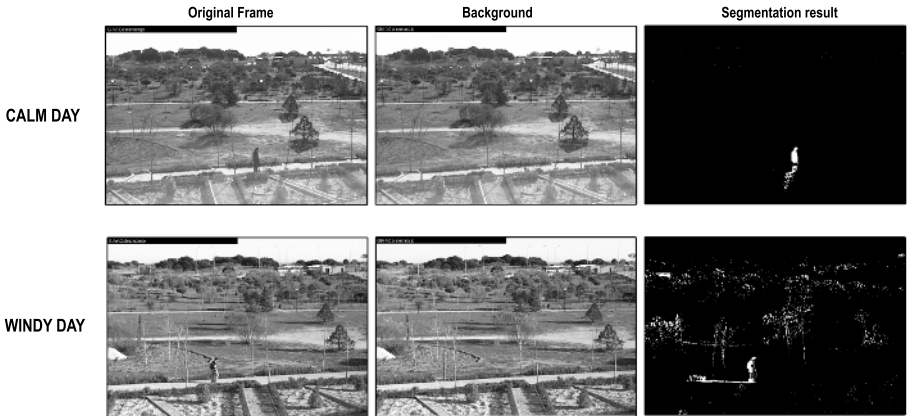 Original Frame
Background
Segmentation result
CALM DAY
WINDY DAY